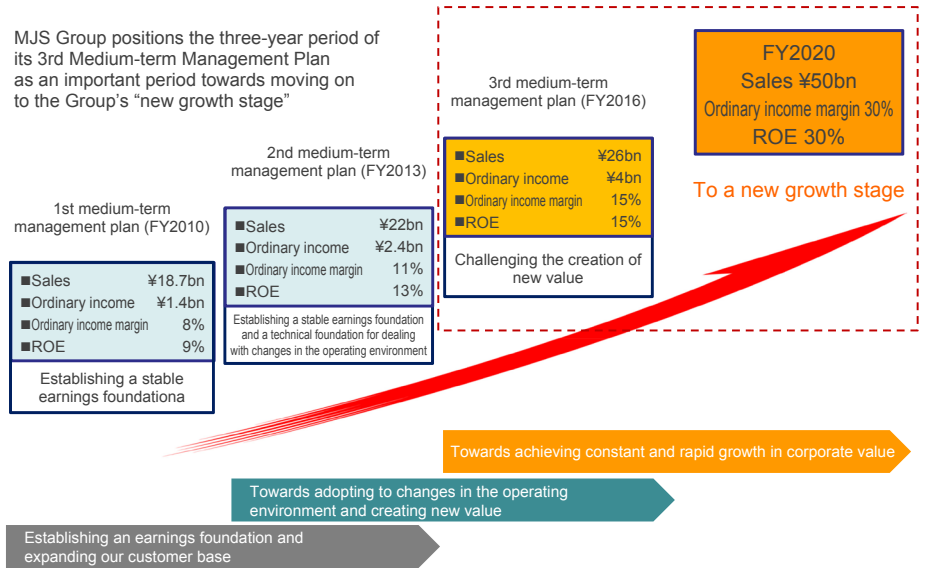 MJS Group positions the three-year period of
its 3rd Medium-term Management Plan
as an important period towards moving on
to the Group's “new growth stage”
1st medium-term
management plan (FY2010)
■Sales ¥18.7bn
■Ordinary income ¥1.4bn
■Ordinary income margin 8%
■ROE 9%
Establishing a stable
earnings foundationa
2nd medium-term
management plan (FY2013)
■Sales ¥22bn
■Ordinary income ¥2.4bn
■Ordinary income margin 11%
■ROE 13%
Establishing a stable earnings foundation
and a technical foundation for dealing
with changes in the operating environment
3rd medium-term
management plan (FY2016)
■Sales ¥26bn
■Ordinary income ¥4bn
■Ordinary income margin 15%
■ROE 15%
Challenging the creation of
new value
FY2020
Sales ¥50bn
Ordinary income margin 30%
ROE 30%
To a new growth stage
Towards achieving constant and rapid growth in corporate value
Towards adopting to changes in the operating
environment and creating new value
Establishing an earnings foundation and
expanding our customer base